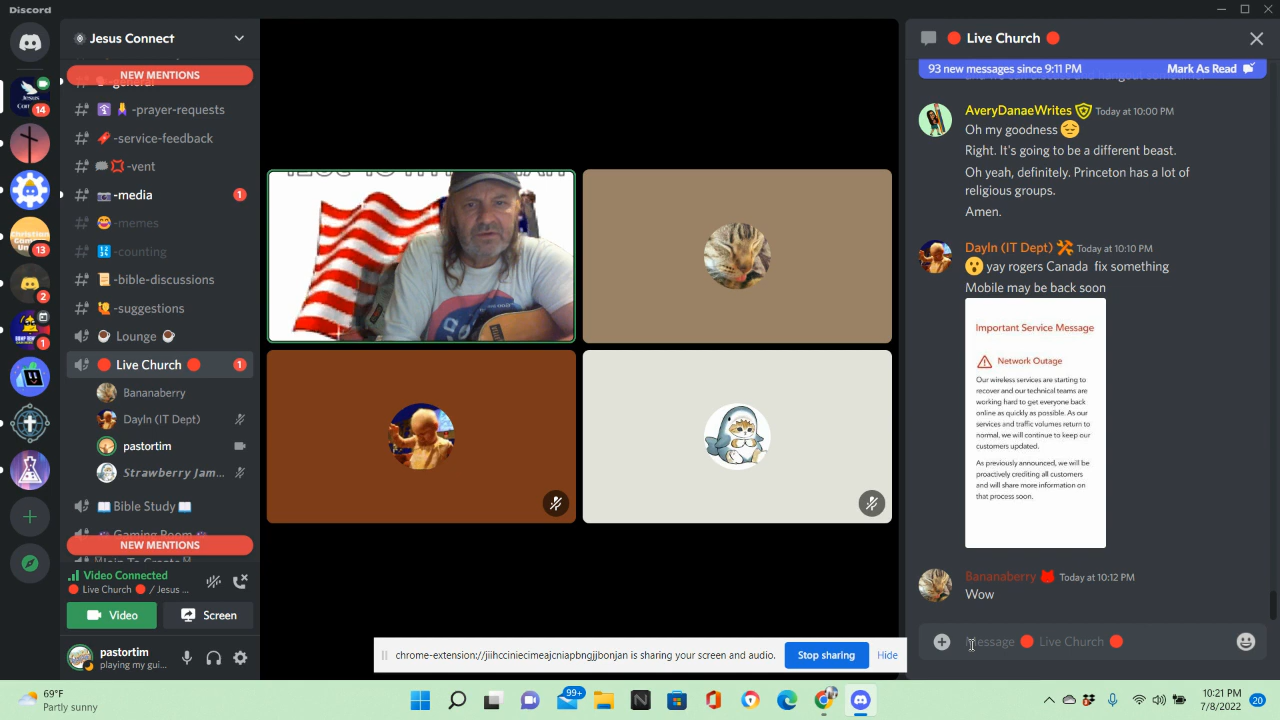 Discord
Jesus Connect
NEW MENTIONS
-general
-prayer-requests
-service-feedback
-vent
-media 1
-memes
-counting
-bible-discussions
-suggestions
Lounge
Live Church 1
Bananaberry
DayIn (IT Dept)
pastortim
Strawberry Jam...
Bible Study
Gaming Room
NEW MENTIONS
Video Connected
Live Church / Jesus ...
Video
Screen
pastortim
playing my gui...
14
13
2
1
Live Church
93 new messages since 9:11 PM Mark As Read
AveryDanaeWrites Today at 10:00 PM
Oh my goodness
Right. It's going to be a different beast.
Oh yeah, definitely. Princeton has a lot of
religious groups.
Amen.
DayIn (IT Dept) Today at 10:10 PM
yay rogers Canada fix something
Mobile may be back soon
Important Service Message
Network Outage
Our wireless services are starting to
recover and our technical teams are
working hard to get everyone back
online as quickly as possible. As our
services and traffic volumes return to
normal, we will continue to keep our
customers updated.
As previously announced, we will be
proactively crediting all customers
and will share more information on
that process soon.
Bananaberry Today at 10:12 PM
Wow
Message Live Church
.chrome-extension://jiihcciniecimeajcniapbngjjbonjan is sharing your screen and audio. Stop sharing Hide
69°F
Partly sunny
99+
10:21 PM
7/8/2022
20